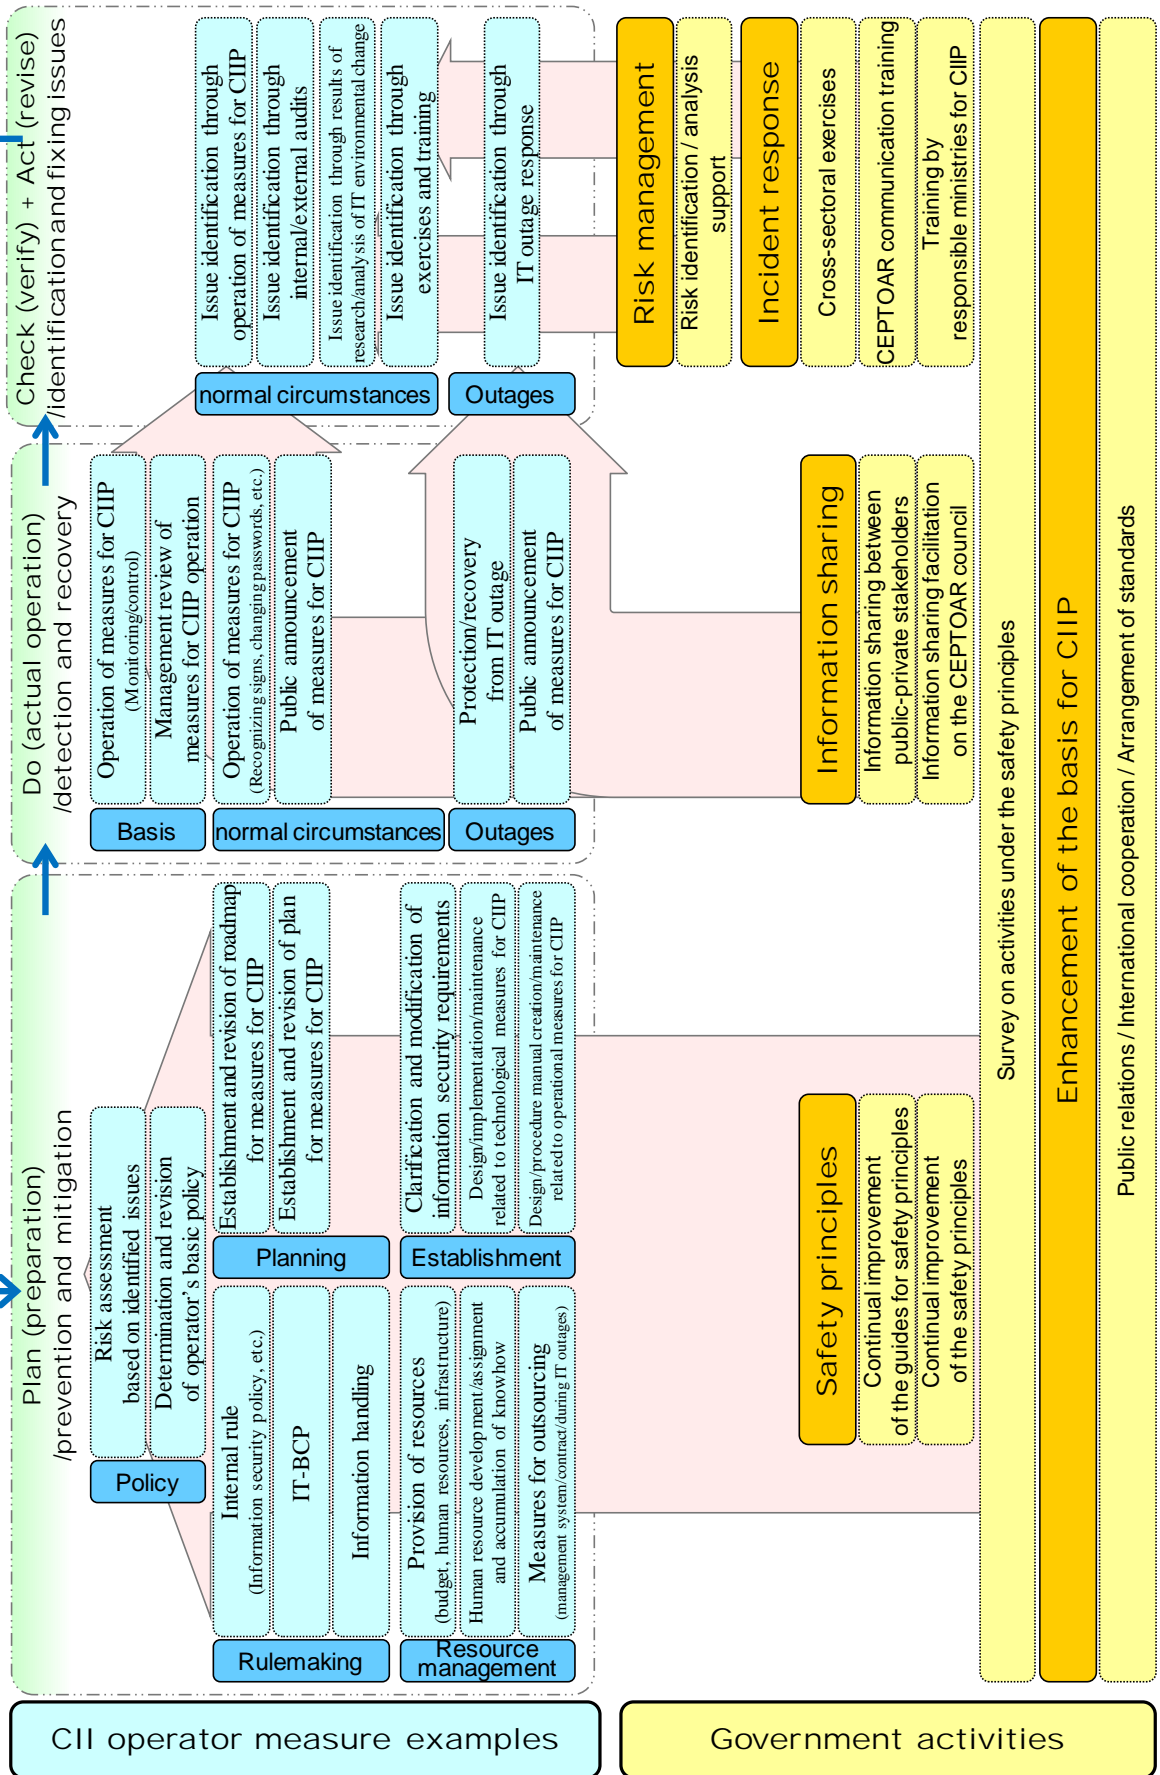 CII operator measure examples
Plan (preparation)
/prevention and mitigation
Policy
Risk assessment
based on identified issues
Determination and revision
of operator's basic policy
Rulemaking
Internal rule
(Information security policy, etc.)
IT-BCP
Information handling
Planning
Establishment and revision of roadmap
for measures for CIIP
Establishment and revision of plan
for measures for CIIP
Resource
management
Provision of resources
(budget, human resources, infrastructure)
Human resource development/assignment
and accumulation of knowhow
Measures for outsourcing
(management system/contract/during IT outages)
Establishment
Clarification and modification of
information security requirements
Design/implementation/maintenance
related to technological measures for CIIP
Design/procedure manual creation/maintenance
related to operational measures for CIIP
Do (actual operation)
/detection and recovery
Basis
Operation of measures for CIIP
(Monitoring/control)
Management review of
measures for CIIP operation
normal circumstances
Operation of measures for CIIP
(Recognizing signs, changing passwords, etc.)
Public announcement
of measures for CIIP
Outages
Protection/recovery
from IT outage
Public announcement
of measures for CIIP
Check (verify) + Act (revise)
/identification and fixing issues
normal circumstances
Issue identification through
operation of measures for CIIP
Issue identification through
internal/external audits
Issue identification through results of
research/analysis of IT environmental change
Issue identification through
exercises and training
Outages
Issue identification through
IT outage response
Government activities
Safety principles
Continual improvement
of the guides for safety principles
Continual improvement
of the safety principles
Information sharing
Information sharing between
public-private stakeholders
Information sharing facilitation
on the CEPTOAR council
Risk management
Risk identification / analysis
support
Incident response
Cross-sectoral exercises
CEPTOAR communication training
Training by
responsible ministries for CIIP
Survey on activities under the safety principles
Enhancement of the basis for CIIP
Public relations / International cooperation / Arrangement of standards